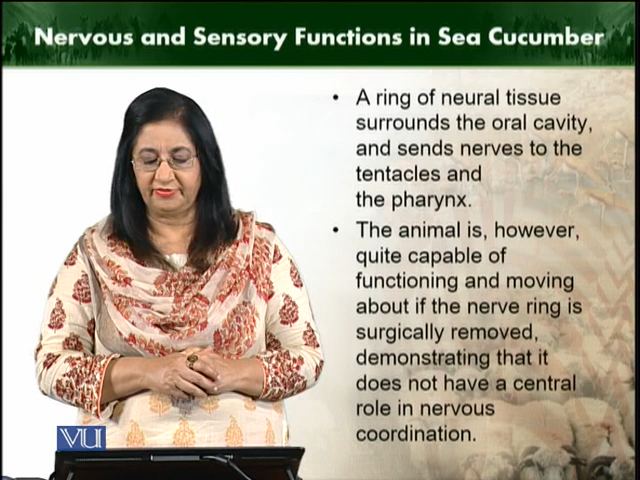 Nervous and Sensory Functions in Sea Cucumber
• A ring of neural tissue
surrounds the oral cavity,
and sends nerves to the
tentacles and
the pharynx.
• The animal is, however,
quite capable of
functioning and moving
about if the nerve ring is
surgically removed,
demonstrating that it
does not have a central
role in nervous
coordination.
VU